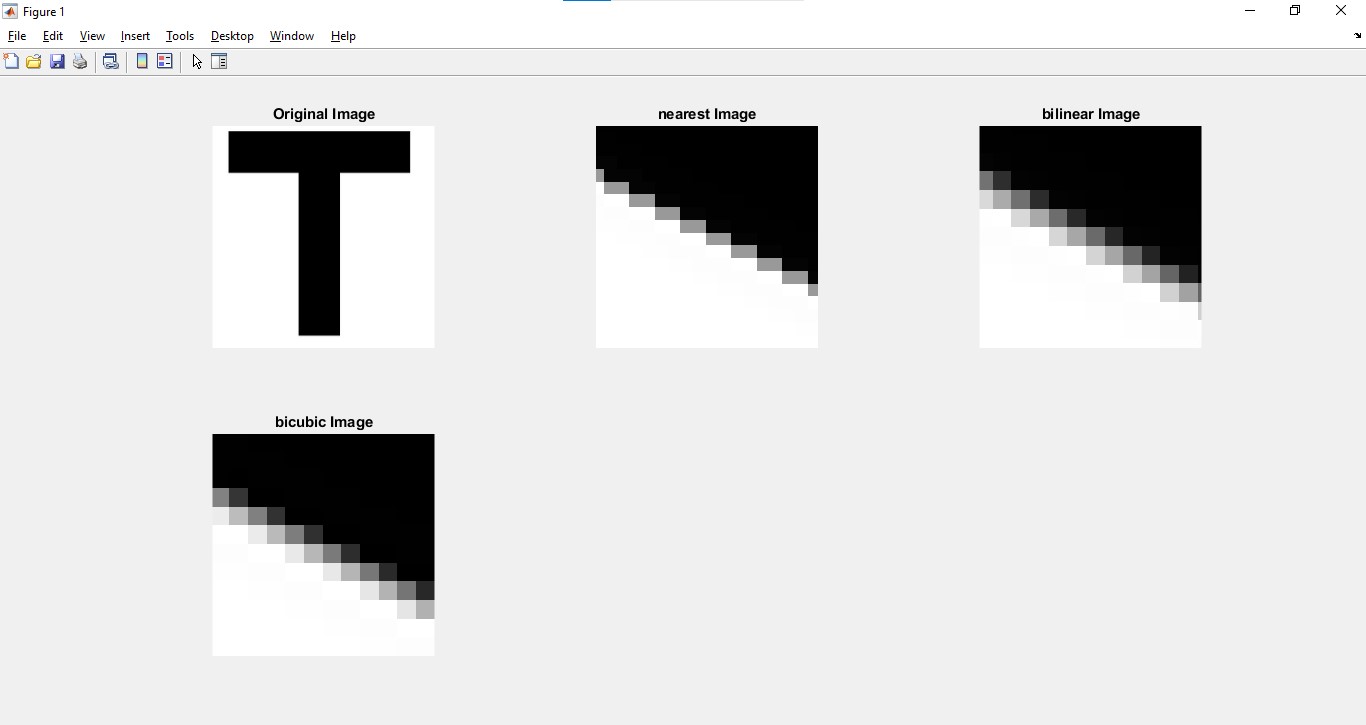 Figure 1
File Edit View Insert Tools Desktop Window Help
Original Image
nearest Image
bilinear Image
bicubic Image